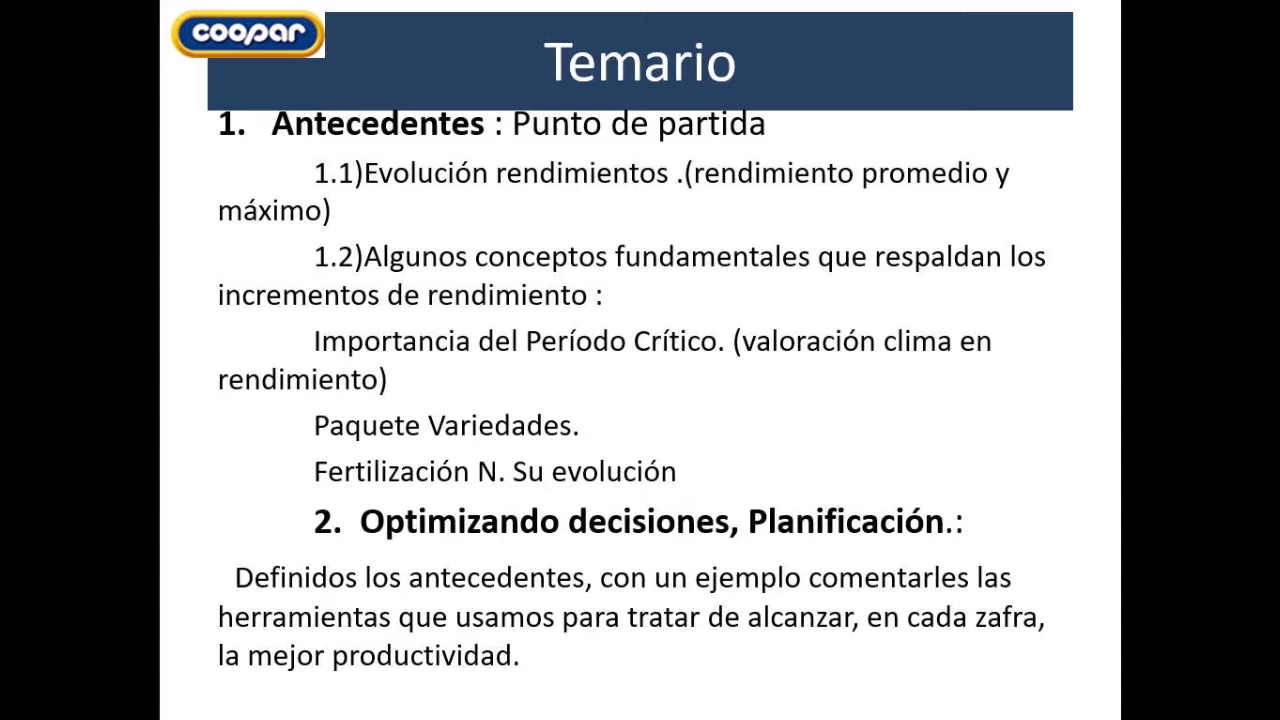 coopar
Temario
1. Antecedentes : Punto de partida
1.1)Evolución rendimientos .(rendimiento promedio y
máximo)
1.2)Algunos conceptos fundamentales que respaldan los
incrementos de rendimiento :
Importancia del Período Crítico. (valoración clima en
rendimiento)
Paquete Variedades.
Fertilización N. Su evolución
2. Optimizando decisiones, Planificación.:
Definidos los antecedentes, con un ejemplo comentarles las
herramientas que usamos para tratar de alcanzar, en cada zafra,
la mejor productividad.